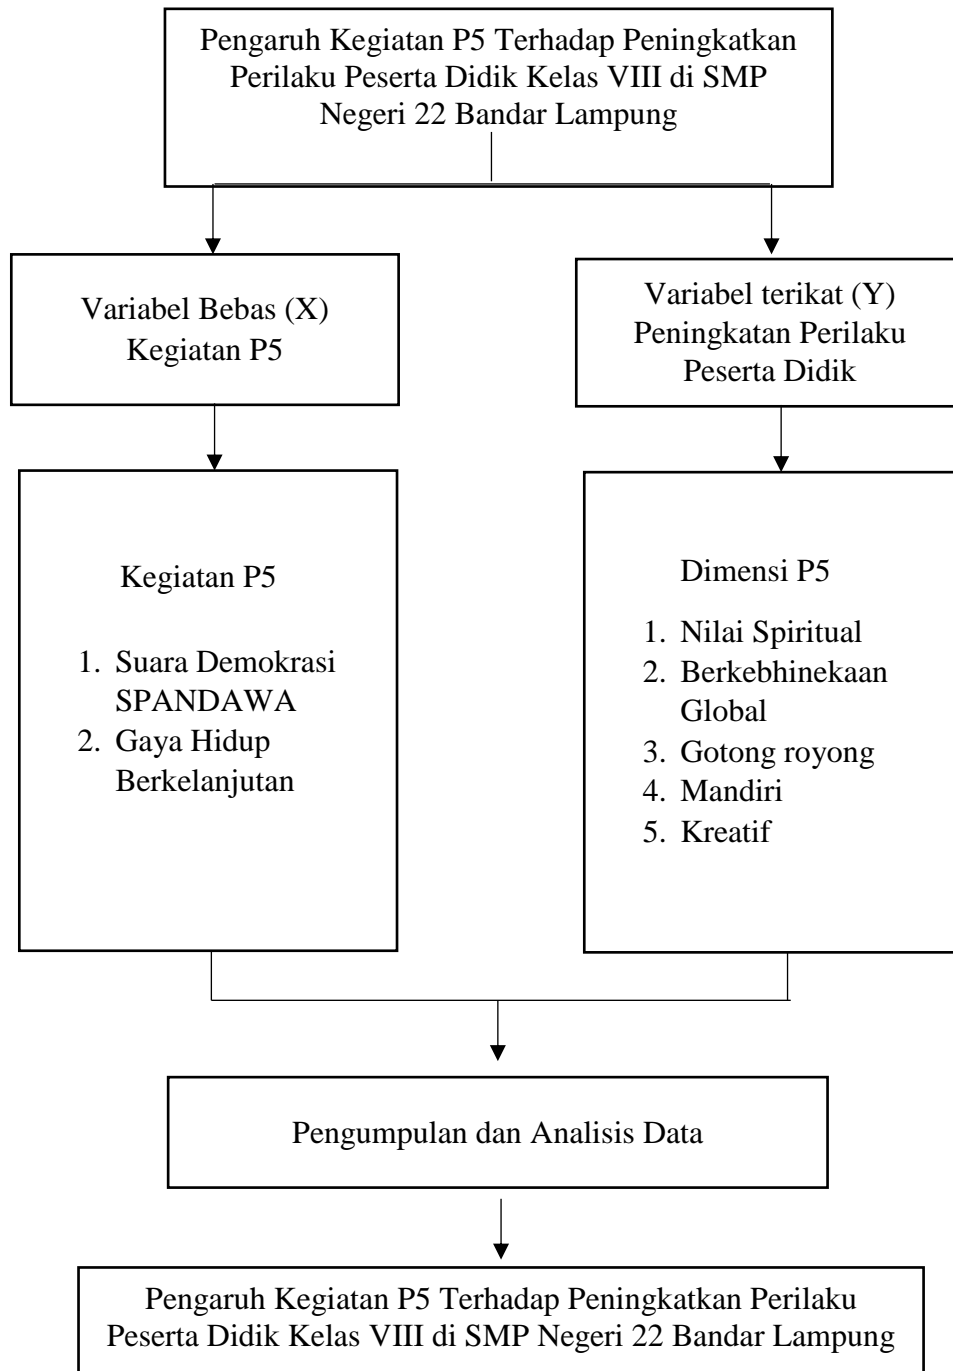 Pengaruh Kegiatan P5 Terhadap Peningkatkan
Perilaku Peserta Didik Kelas VIII di SMP
Negeri 22 Bandar Lampung
Variabel Bebas (X)
Kegiatan P5
Variabel terikat (Y)
Peningkatan Perilaku
Peserta Didik
Kegiatan P5
1. Suara Demokrasi
SPANDAWA
2. Gaya Hidup
Berkelanjutan
Dimensi P5
1. Nilai Spiritual
2. Berkebhinekaan
Global
3. Gotong royong
4. Mandiri
5. Kreatif
Pengumpulan dan Analisis Data
Pengaruh Kegiatan P5 Terhadap Peningkatkan Perilaku
Peserta Didik Kelas VIII di SMP Negeri 22 Bandar Lampung